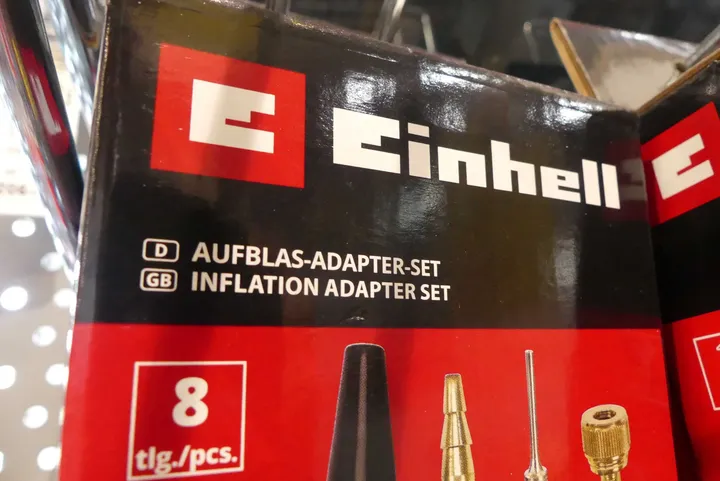 Einhell
D AUFBLAS-ADAPTER-SET
GB INFLATION ADAPTER SET
8
tlg./pcs.